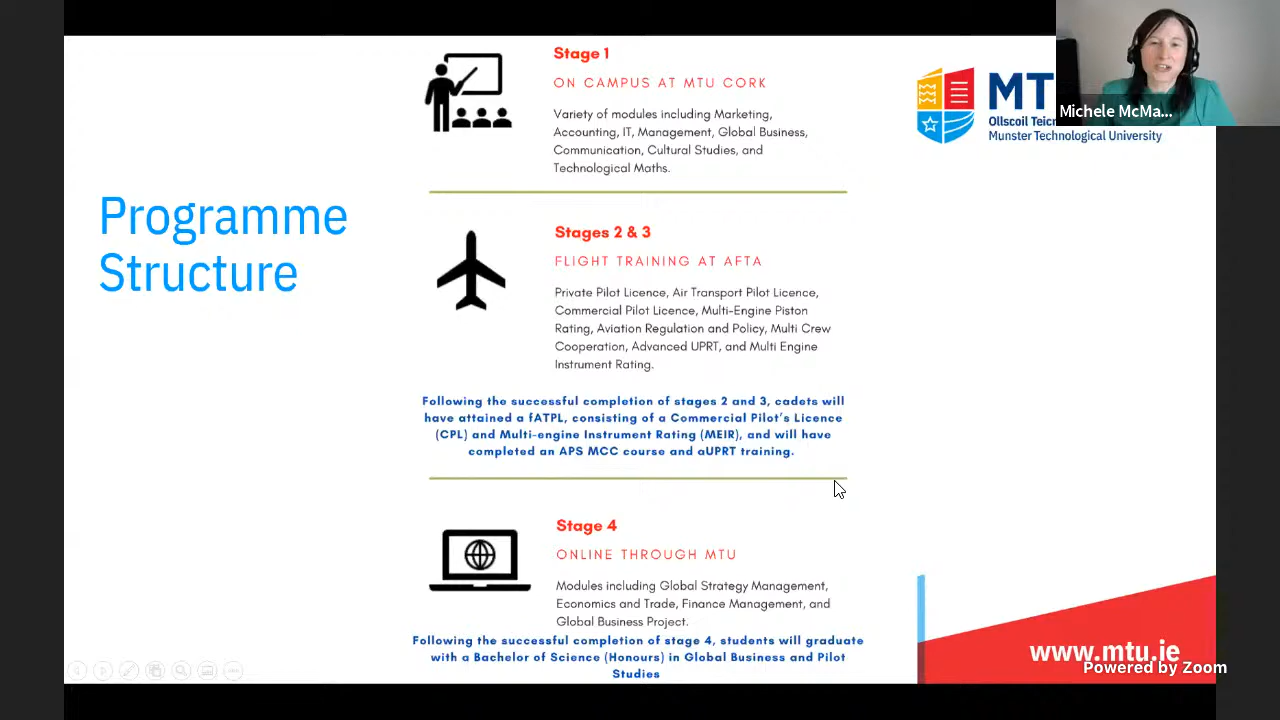 Programme
Structure
Stage 1
ON CAMPUS AT MTU CORK
Variety of modules including Marketing,
Accounting, IT, Management, Global Business,
Communication, Cultural Studies, and
Technological Maths.
Stages 2 & 3
FLIGHT TRAINING AT AFTA
Private Pilot Licence, Air Transport Pilot Licence,
Commercial Pilot Licence, Multi-Engine Piston
Rating, Aviation Regulation and Policy, Multi Crew
Cooperation, Advanced UPRT, and Multi Engine
Instrument Rating.
Following the successful completion of stages 2 and 3, cadets will
have attained a fATPL, consisting of a Commercial Pilot's Licence
(CPL) and Multi-engine Instrument Rating (MEIR), and will have
completed an APS MCC course and aUPRT training.
Stage 4
ONLINE THROUGH MTU
Modules including Global Strategy Management,
Economics and Trade, Finance Management, and
Global Business Project.
Following the successful completion of stage 4, students will graduate
with a Bachelor of Science (Honours) in Global Business and Pilot
Studies
MT
Ollscoil Teic
Munster Technological University
Michele McMa...
www.mtu.ie
Powered by Zoom